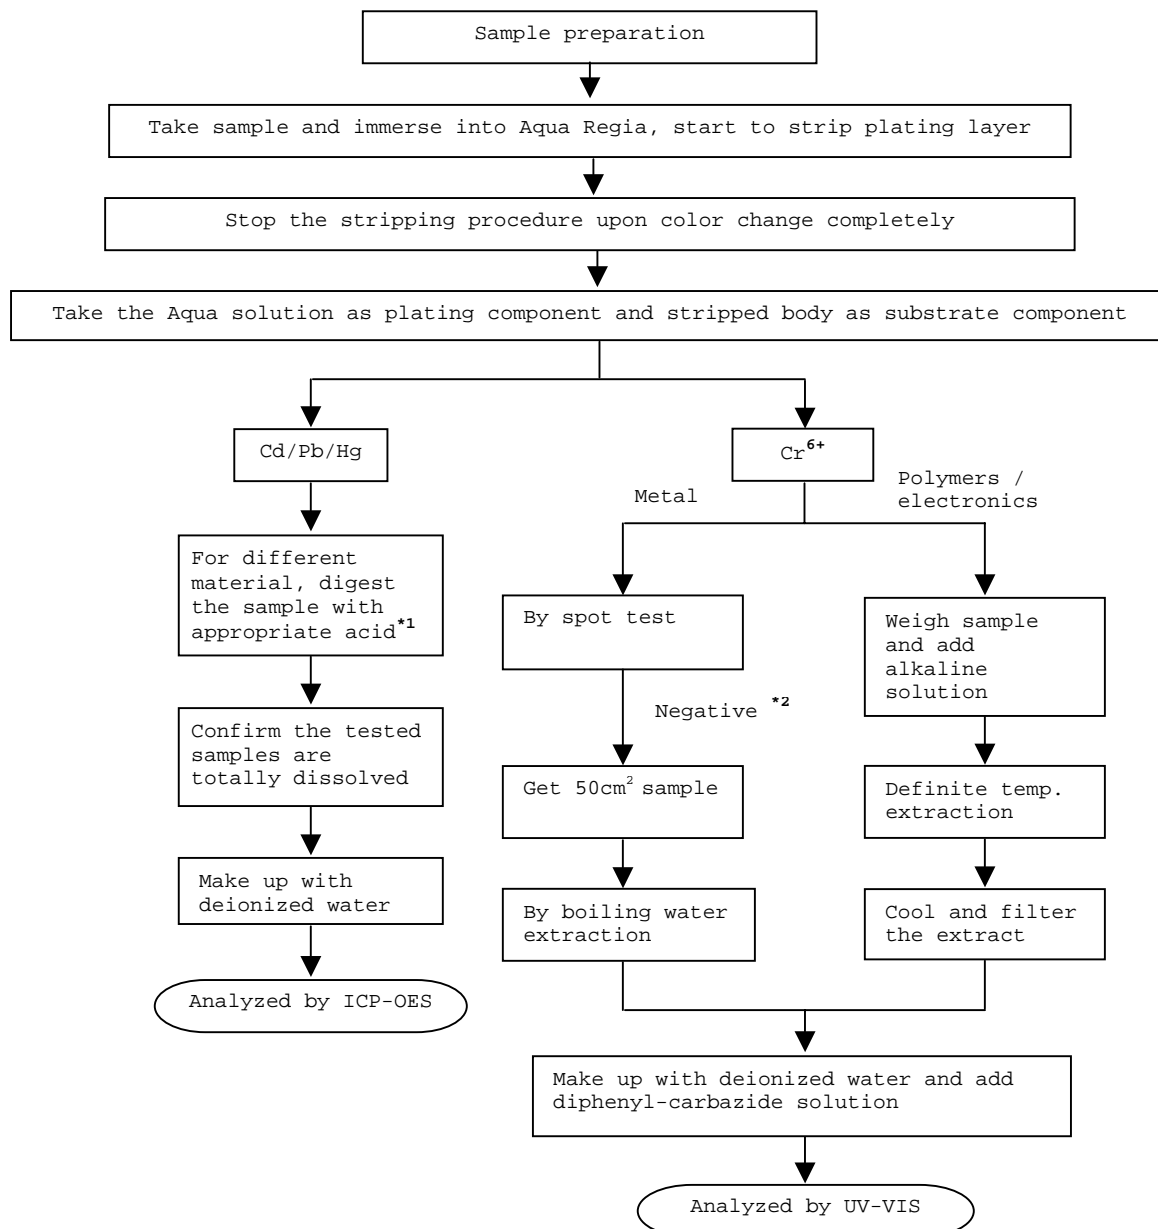 Sample preparation
Take sample and immerse into Aqua Regia, start to strip plating layer
Stop the stripping procedure upon color change completely
Take the Aqua solution as plating component and stripped body as substrate component
Cd/Pb/Hg
For different
material, digest
the sample with
appropriate acid*1
Confirm the tested
samples are
totally dissolved
Make up with
deionized water
Analyzed by ICP-OES
Cr6+
Metal
Polymers /
electronics
By spot test
Negative *2
Get 50cm2 sample
By boiling water
extraction
Weigh sample
and add
alkaline
solution
Definite temp.
extraction
Cool and filter
the extract
Make up with deionized water and add
diphenyl-carbazide solution
Analyzed by UV-VIS